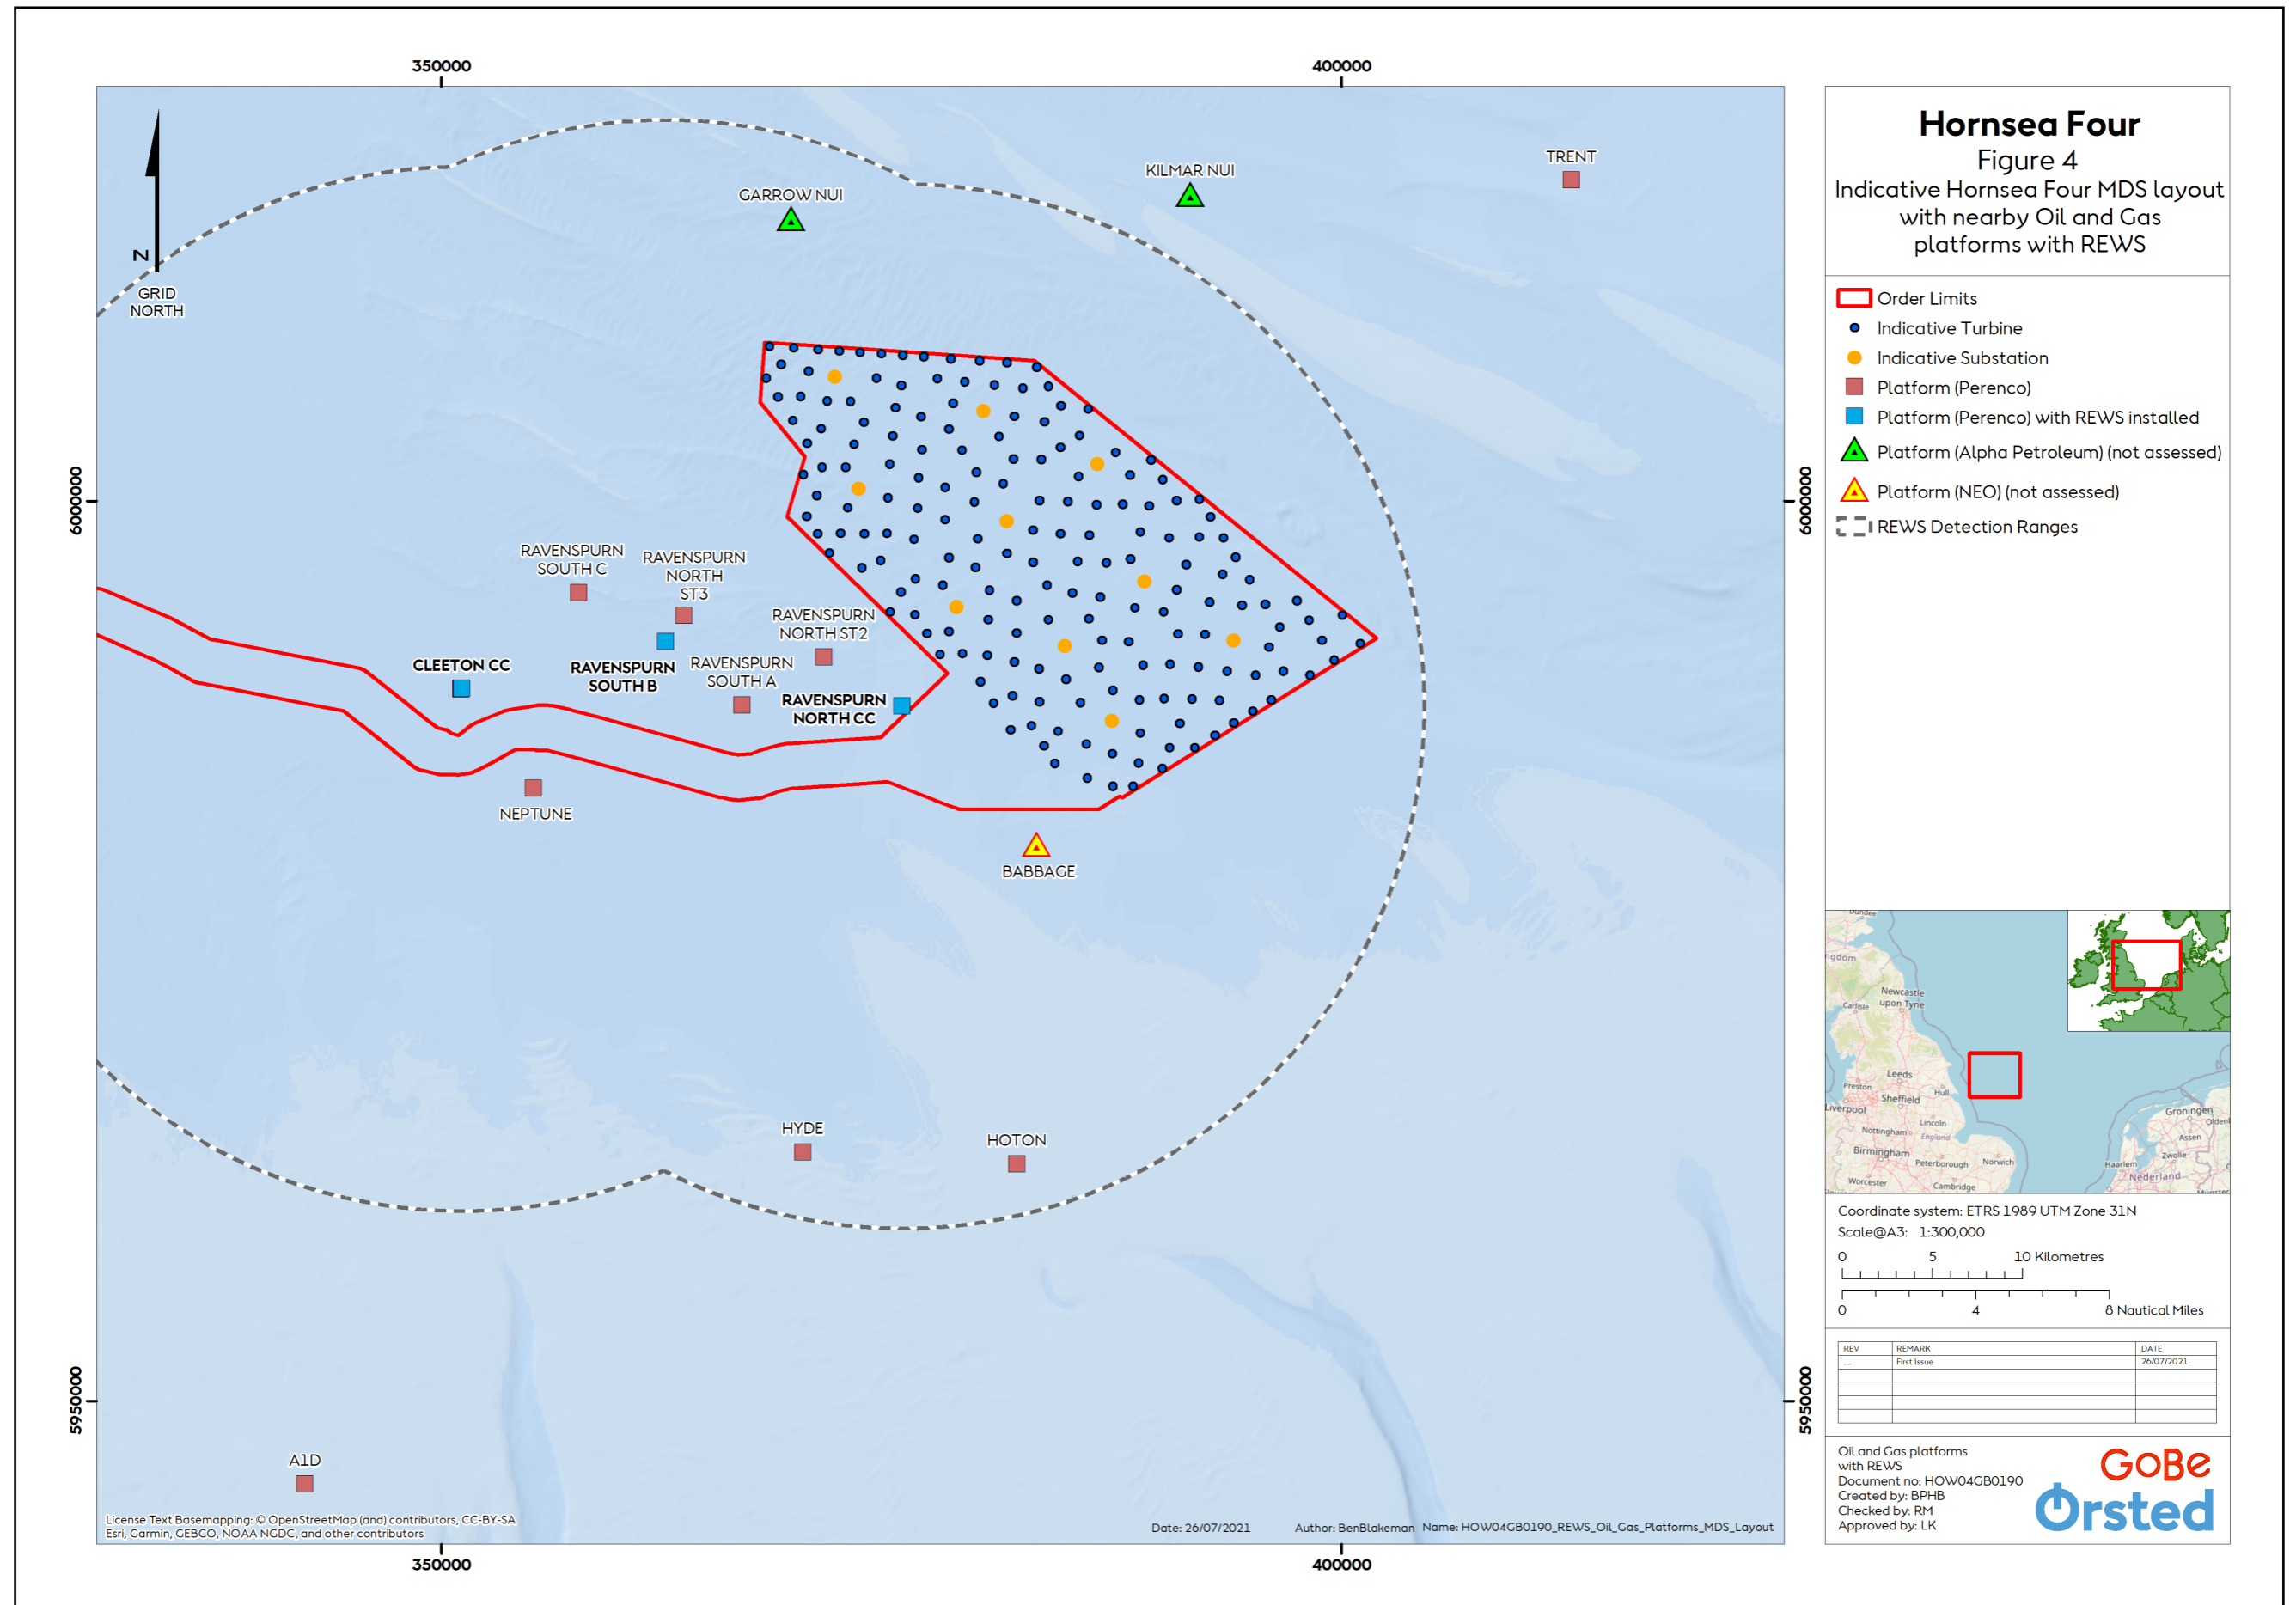 350000
400000
TRENT
KILMAR NUI
GARROW NUI
N
GRID
NORTH
6000000
6000000
RAVENSPURN
SOUTH C
RAVENSPURN
NORTH
ST3
RAVENSPURN
NORTH ST2
CLEETON CC
RAVENSPURN
SOUTH B
RAVENSPURN
SOUTH A
RAVENSPURN
NORTH CC
NEPTUNE
BABBAGE
HYDE
HOTON
5950000
5950000
A1D
License Text Basemapping: © OpenStreetMap (and) contributors, CC-BY-SA
Esri, Garmin, GEBCO, NOAA NGDC, and other contributors
Date: 26/07/2021 Author: BenBlakeman Name: HOW04GB0190_REWS_Oil_Gas_Platforms_MDS_Layout
350000
400000
Hornsea Four
Figure 4
Indicative Hornsea Four MDS layout
with nearby Oil and Gas
platforms with REWS
Order Limits
Indicative Turbine
Indicative Substation
Platform (Perenco)
Platform (Perenco) with REWS installed
Platform (Alpha Petroleum) (not assessed)
Platform (NEO) (not assessed)
REWS Detection Ranges
Dundee
ngdom
Newcastle
upon Tyne
Carlisle
Leeds
Preston
Hull
Sheffield
Liverpool
Lincoln
Nottingham
England
Birmingham
Peterborough
Norwich
Worcester
Cambridge
Groningen
Olden
Assen
Zwolle
Haarlem
Nederland
Munster
Coordinate system: ETRS 1989 UTM Zone 31N
Scale@A3: 1:300,000
0 5 10 Kilometres
0 4 8 Nautical Miles
REV REMARK DATE
.... First Issue 26/07/2021
Oil and Gas platforms
with REWS
Document no: HOW04GB0190
Created by: BPHB
Checked by: RM
Approved by: LK
GoBe
Orsted